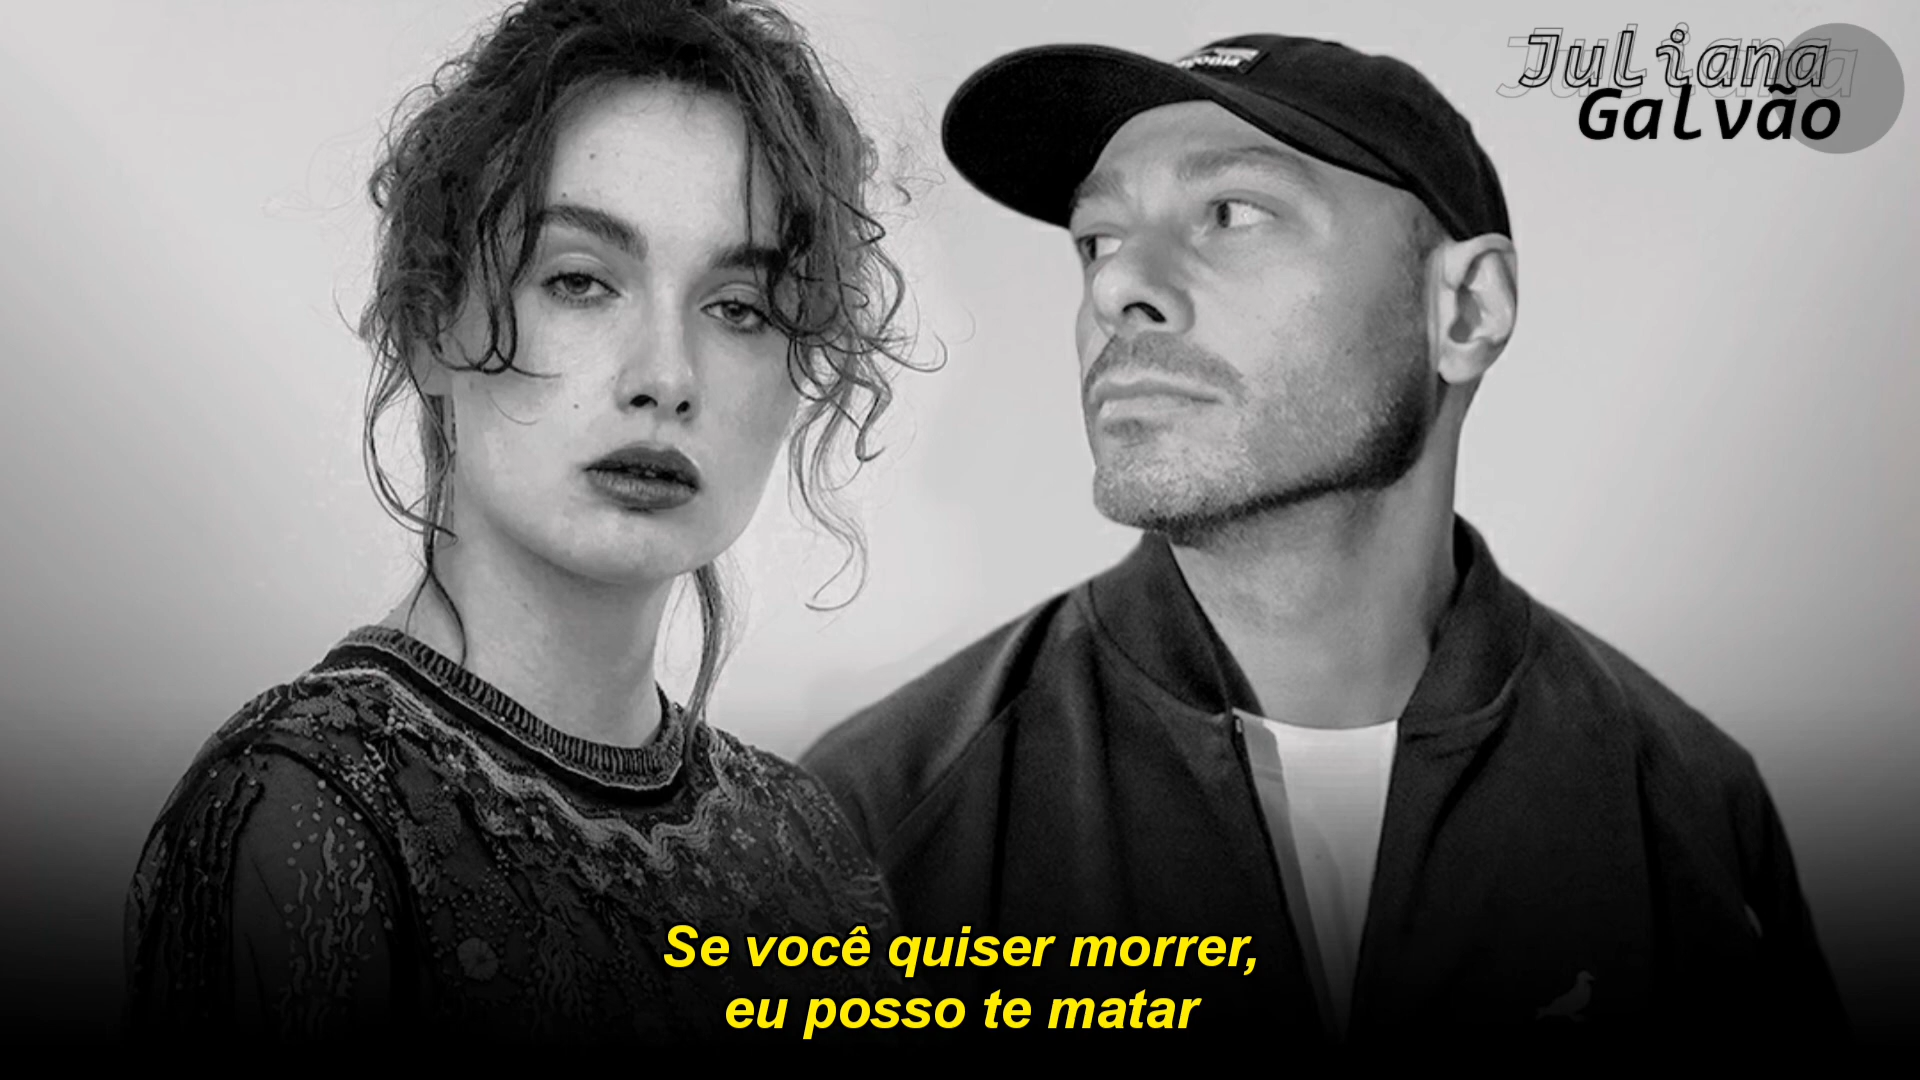 Juliana
Galvão
Se você quiser morrer,
eu posso te matar